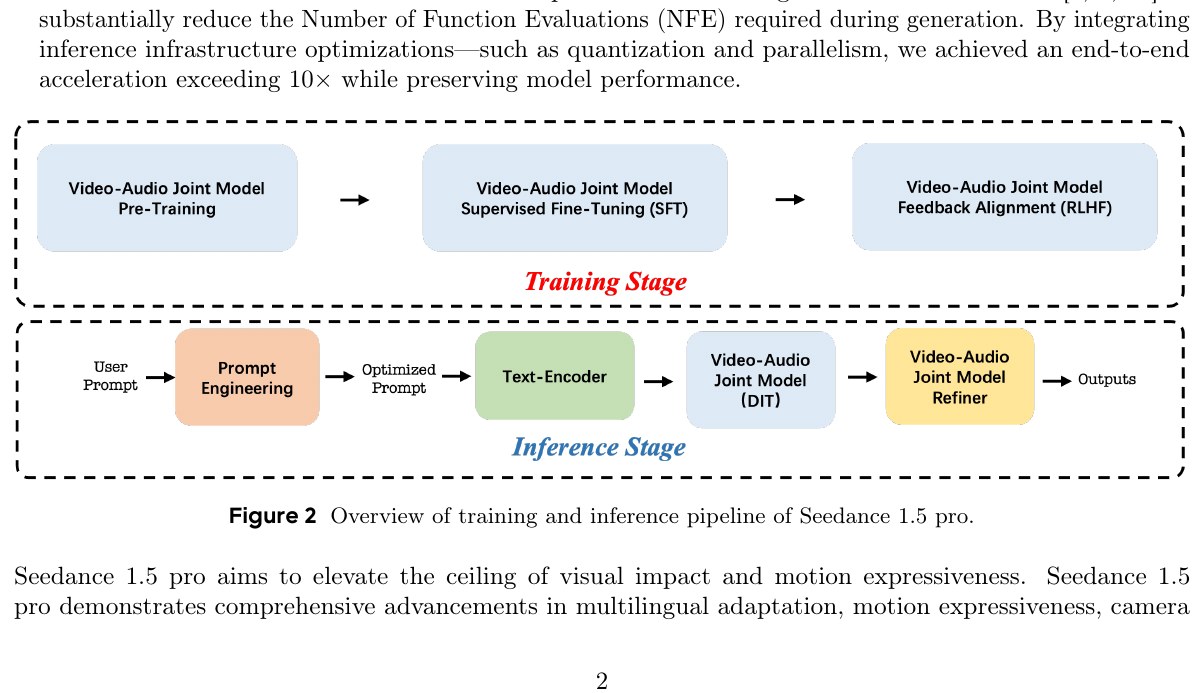 substantially reduce the Number of Function Evaluations (NFE) required during generation. By integrating
inference infrastructure optimizations—such as quantization and parallelism, we achieved an end-to-end
acceleration exceeding 10× while preserving model performance.
Video-Audio Joint Model
Pre-Training
Video-Audio Joint Model
Supervised Fine-Tuning (SFT)
Video-Audio Joint Model
Feedback Alignment (RLHF)
Training Stage
User
Prompt
Prompt
Engineering
Optimized
Prompt
Text-Encoder
Video-Audio
Joint Model
(DIT)
Video-Audio
Joint Model
Refiner
Outputs
Inference Stage
Figure 2 Overview of training and inference pipeline of Seedance 1.5 pro.
Seedance 1.5 pro aims to elevate the ceiling of visual impact and motion expressiveness. Seedance 1.5
pro demonstrates comprehensive advancements in multilingual adaptation, motion expressiveness, camera
2